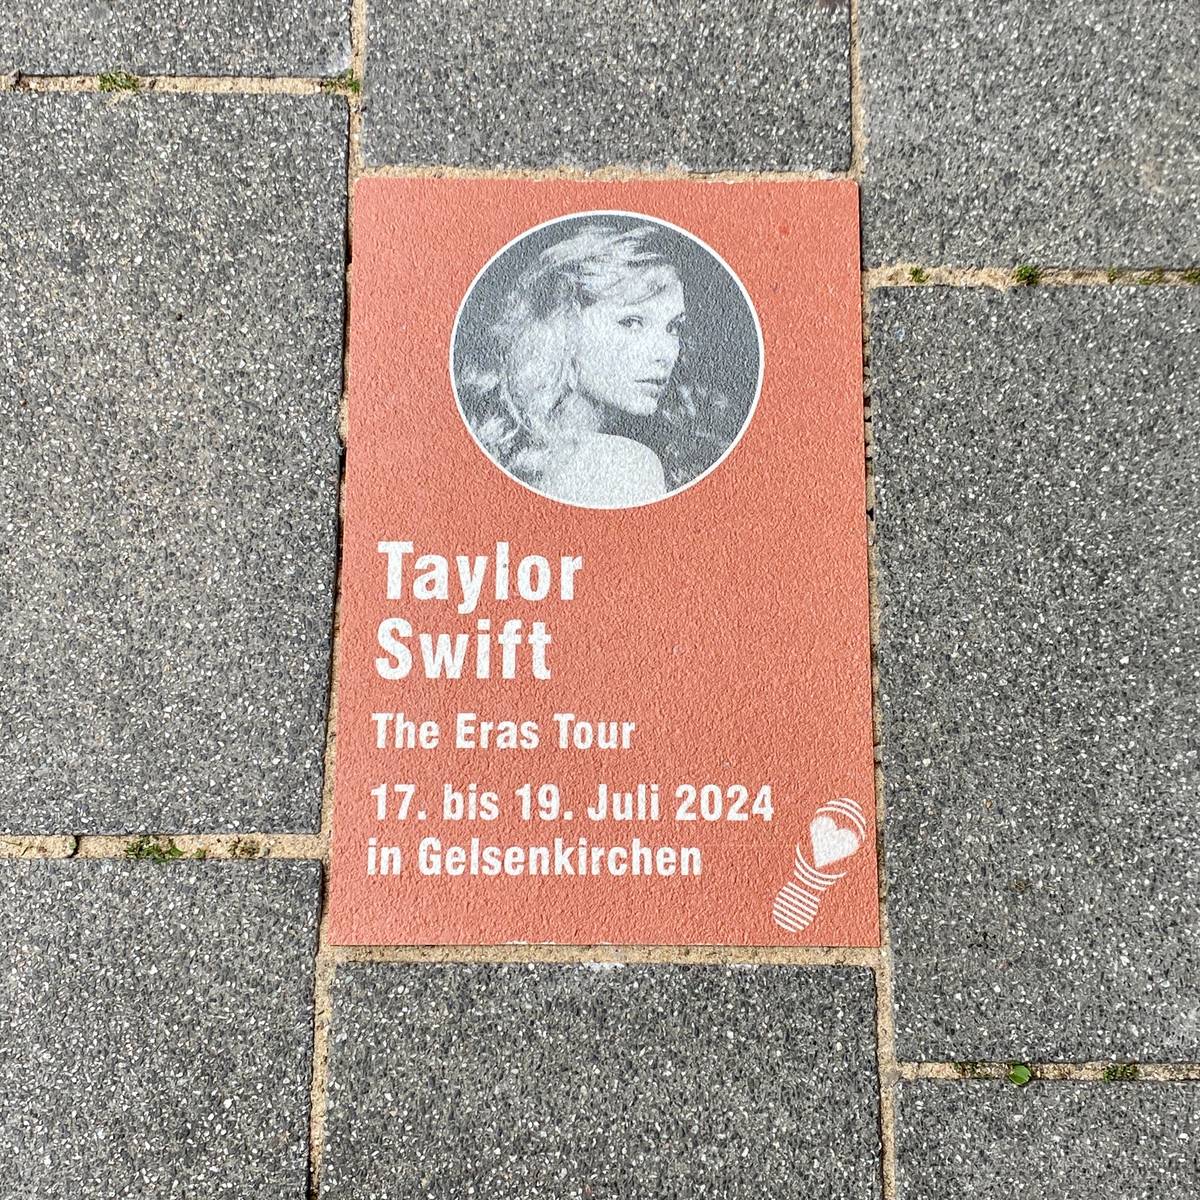 Taylor
Swift
The Eras Tour
17. bis 19. Juli 2024
in Gelsenkirchen